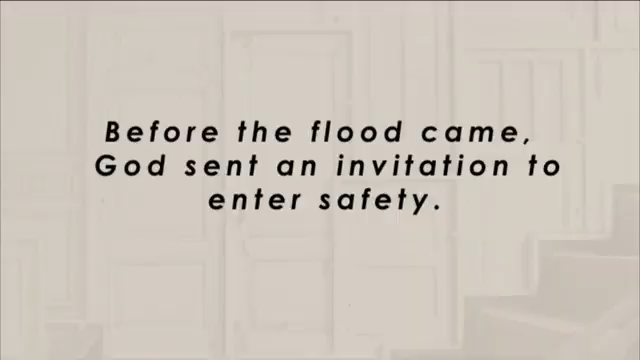 Before the flood came,
God sent an invitation to
enter safety.